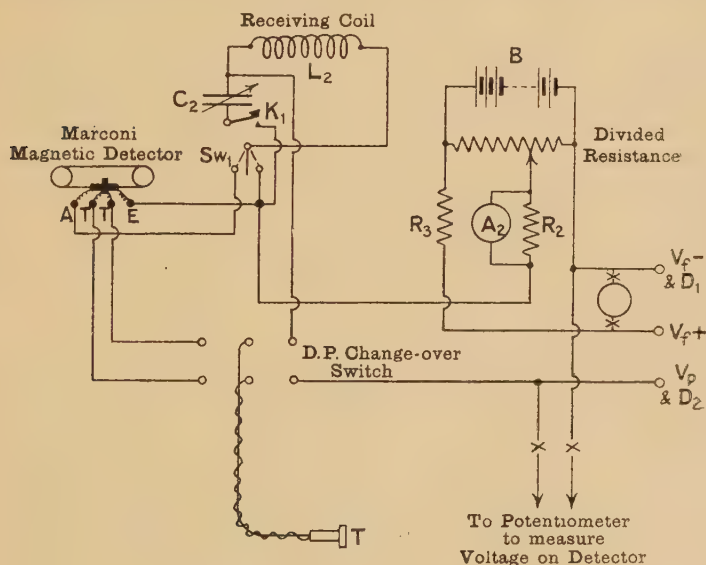 Receiving Coil
L2
C2
K1
B
Marconi
Magnetic Detector
Sw1
Divided
Resistance
A T T E
R3
A2
R2
Vf-
& D1
Vf+
D.P. Change-over
Switch
Vp
& D2
T
To Potentiometer
to measure
Voltage on Detector